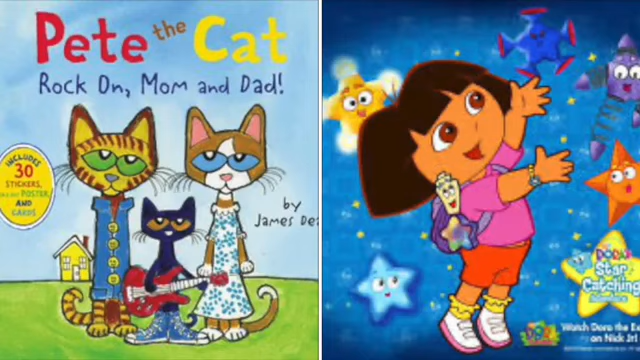 Pete the Cat
Rock On, Mom and Dad!
INCLUDES
30
STICKERS,
POSTER
AND
CARDS
by
James
DORA
Star
Catching
Watch Dora the
on Nick Jr!